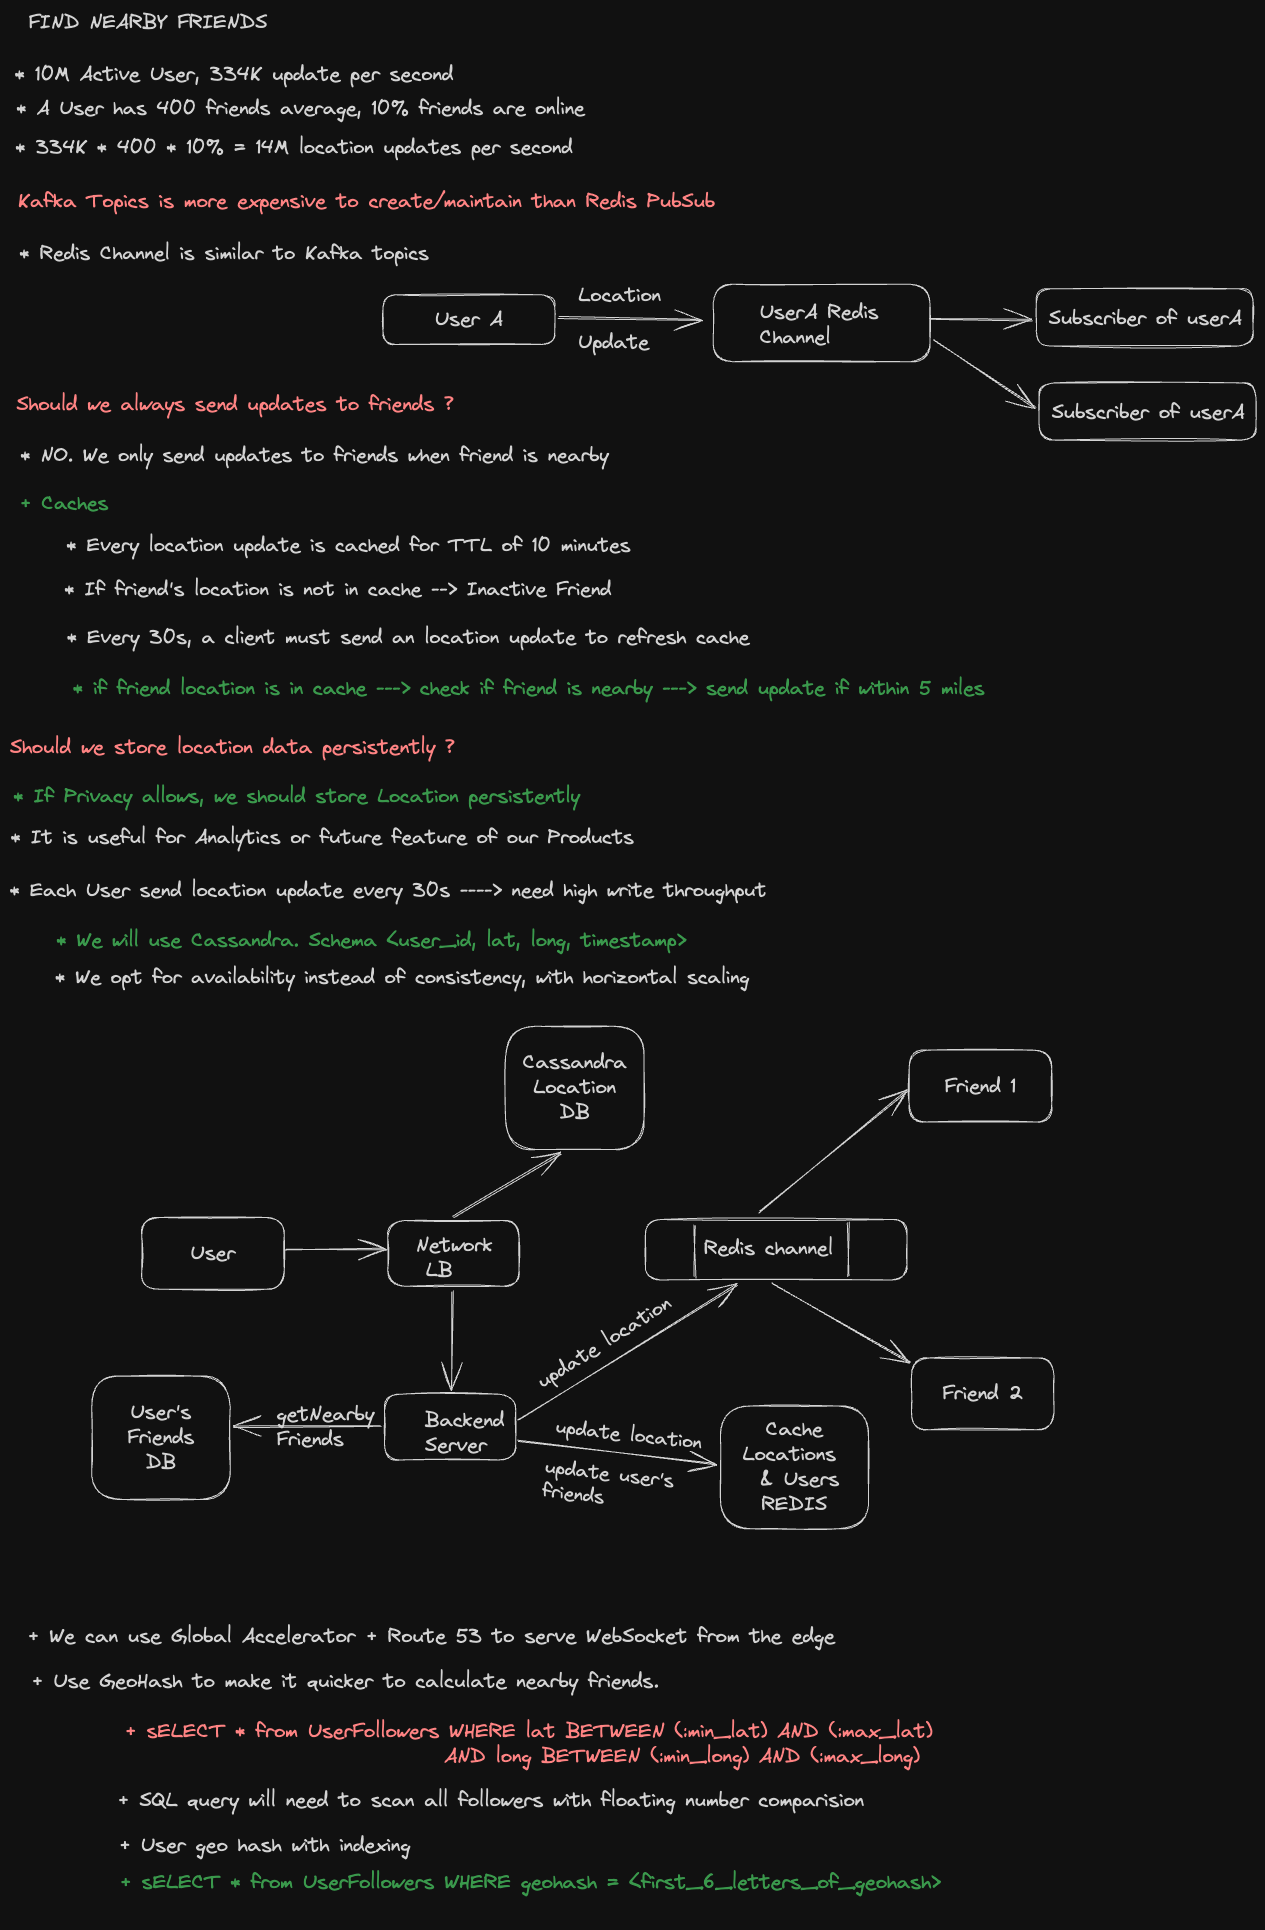 FIND NEARBY FRIENDS
* 10M Active User, 334K update per second
* A User has 400 friends average, 10% friends are online
* 334K * 400 * 10% = 14M location updates per second
Kafka Topics is more expensive to create/maintain than Redis PubSub
* Redis Channel is similar to Kafka topics
User A
Location
Update
UserA Redis
Channel
Subscriber of userA
Subscriber of userA
Should we always send updates to friends ?
* NO. We only send updates to friends when friend is nearby
+ Caches
* Every location update is cached for TTL of 10 minutes
* If friend's location is not in cache --> Inactive Friend
* Every 30s, a client must send an location update to refresh cache
* if friend location is in cache ---> check if friend is nearby ---> send update if within 5 miles
Should we store location data persistently ?
* If Privacy allows, we should store Location persistently
* It is useful for Analytics or future feature of our Products
* Each User send location update every 30s ----> need high write throughput
* We will use Cassandra. Schema <user_id, lat, long, timestamp>
* We opt for availability instead of consistency, with horizontal scaling
Cassandra
Location
DB
Friend 1
User
Network
LB
Redis channel
update location
User's
Friends
DB
getNearby
Friends
Backend
Server
update location
update user's
friends
Friend 2
Cache
Locations
& Users
REDIS
+ We can use Global Accelerator + Route 53 to serve WebSocket from the edge
+ Use GeoHash to make it quicker to calculate nearby friends.
+ sELECT * from UserFollowers WHERE lat BETWEEN (:min_lat) AND (:max_lat)
AND long BETWEEN (:min_long) AND (:max_long)
+ SQL query will need to scan all followers with floating number comparision
+ User geo hash with indexing
+ sELECT * from UserFollowers WHERE geohash = <first_6_letters_of_geohash>